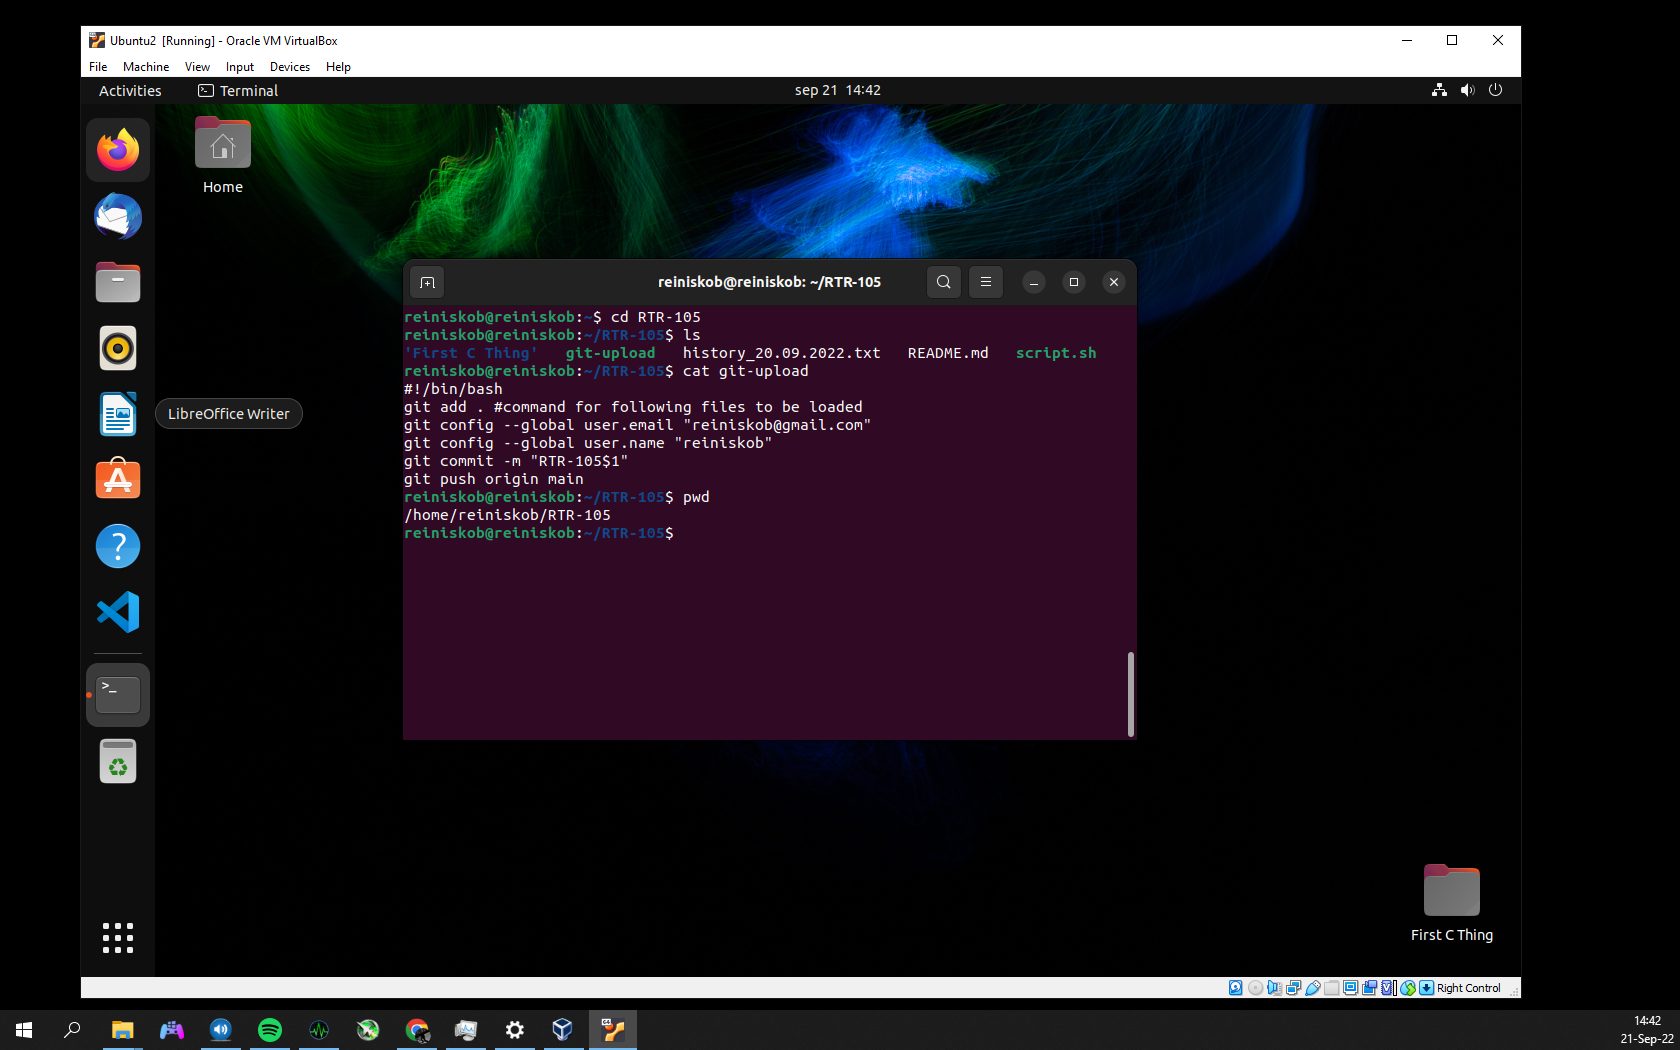 Ubuntu2 [Running] - Oracle VM VirtualBox
File Machine View Input Devices Help
Activities Terminal sep 21 14:42
Home
reiniskob@reiniskob: ~/RTR-105
reiniskob@reiniskob:~$ cd RTR-105
reiniskob@reiniskob:~/RTR-105$ ls
'First C Thing' git-upload history_20.09.2022.txt README.md script.sh
reiniskob@reiniskob:~/RTR-105$ cat git-upload
#!/bin/bash
git add . #command for following files to be loaded
git config --global user.email "reiniskob@gmail.com"
git config --global user.name "reiniskob"
git commit -m "RTR-105$1"
git push origin main
reiniskob@reiniskob:~/RTR-105$ pwd
/home/reiniskob/RTR-105
reiniskob@reiniskob:~/RTR-105$
LibreOffice Writer
First C Thing
Right Control
14:42
21-Sep-22